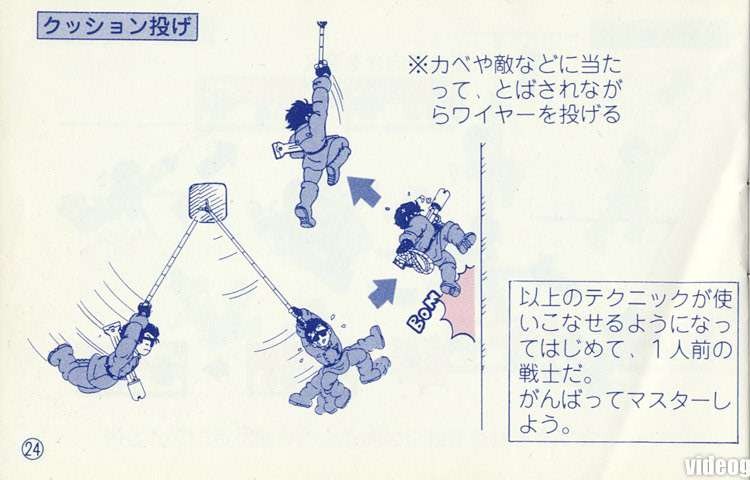 クッション投げ
※カベや敵などに当た
って、とばされなが
らワイヤーを投げる
BOM
以上のテクニックが使
いこなせるようになっ
てはじめて、1人前の
戦士だ。
がんばってマスターし
よう。
㉔
videog